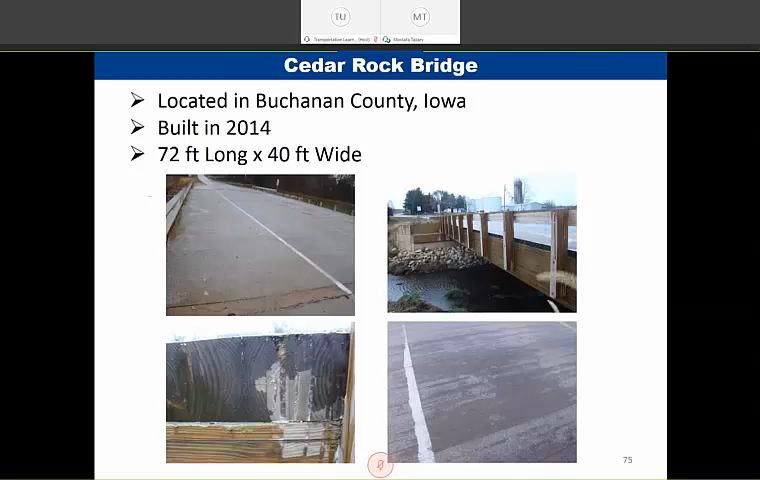 TU
MT
Transportation Learn... (Host)
Mostafa Tazarv
Cedar Rock Bridge
Located in Buchanan County, Iowa
Built in 2014
72 ft Long x 40 ft Wide
75